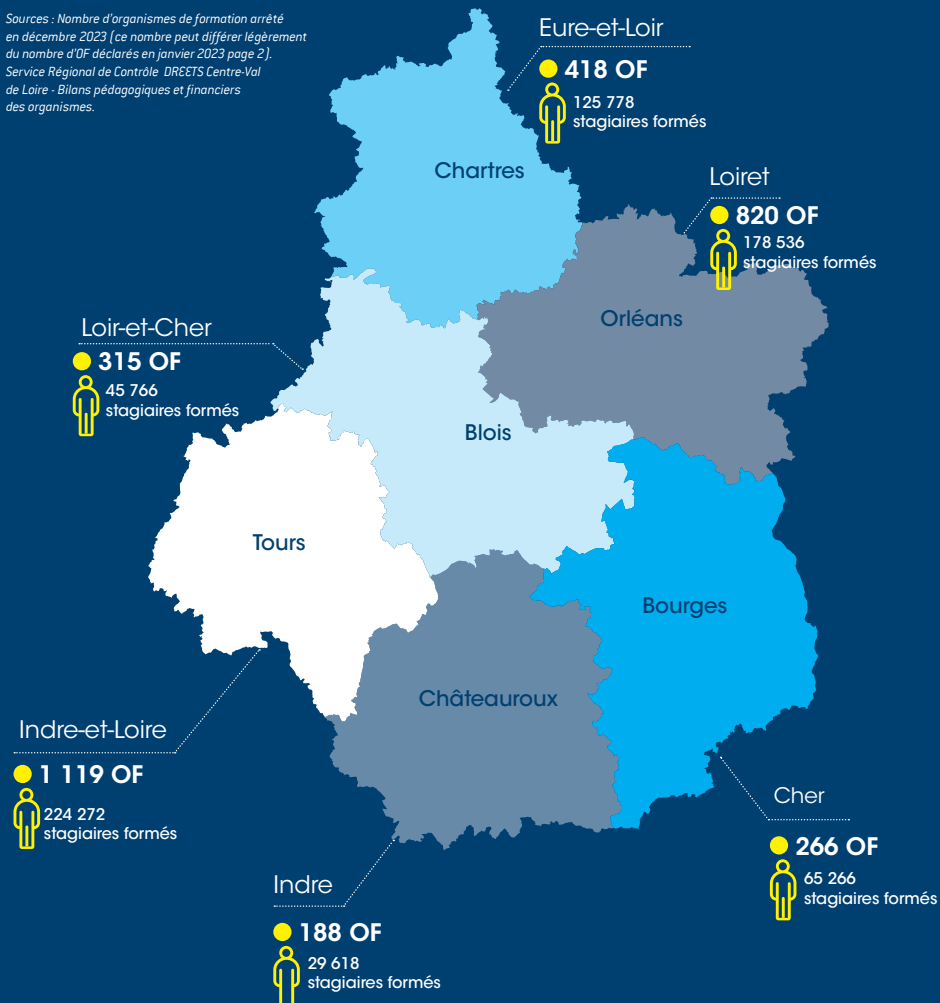 Sources : Nombre d'organismes de formation arrêté
en décembre 2023 (ce nombre peut différer légèrement
du nombre d'OF déclarés en janvier 2023 page 2).
Service Régional de Contrôle DREETS Centre-Val
de Loire - Bilans pédagogiques et financiers
des organismes.
Eure-et-Loir
418 OF
125 778
stagiaires formés
Chartres
Loiret
820 OF
178 536
stagiaires formés
Orléans
Loir-et-Cher
315 OF
45 766
stagiaires formés
Blois
Tours
Bourges
Châteauroux
Indre-et-Loire
1 119 OF
224 272
stagiaires formés
Cher
266 OF
65 266
stagiaires formés
Indre
188 OF
29 618
stagiaires formés